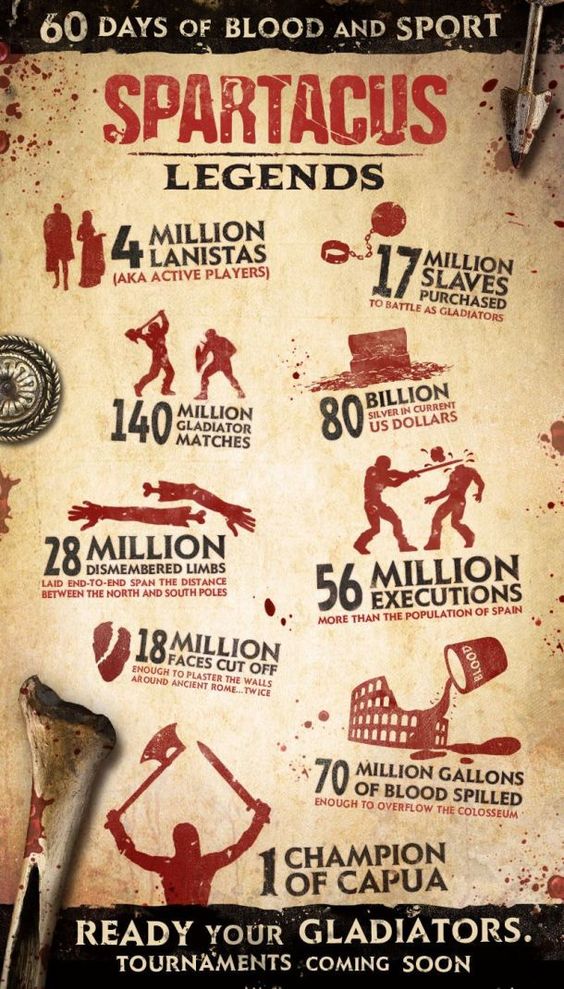 60 DAYS OF BLOOD AND SPORT
SPARTACUS
LEGENDS
4 MILLION
LANISTAS
(AKA ACTIVE PLAYERS)
17 MILLION
SLAVES
PURCHASED
TO BATTLE AS GLADIATORS
140 MILLION
GLADIATOR
MATCHES
80 BILLION
SILVER IN CURRENT
US DOLLARS
28 MILLION
DISMEMBERED LIMBS
LAID END-TO-END SPAN THE DISTANCE
BETWEEN THE NORTH AND SOUTH POLES
56 MILLION
EXECUTIONS
MORE THAN THE POPULATION OF SPAIN
18 MILLION
FACES CUT OFF
ENOUGH TO PLASTER THE WALLS
AROUND ANCIENT ROME...TWICE
BLOOD
70 MILLION GALLONS
OF BLOOD SPILLED
ENOUGH TO OVERFLOW THE COLOSSEUM
1 CHAMPION
OF CAPUA
READY YOUR GLADIATORS.
TOURNAMENTS COMING SOON